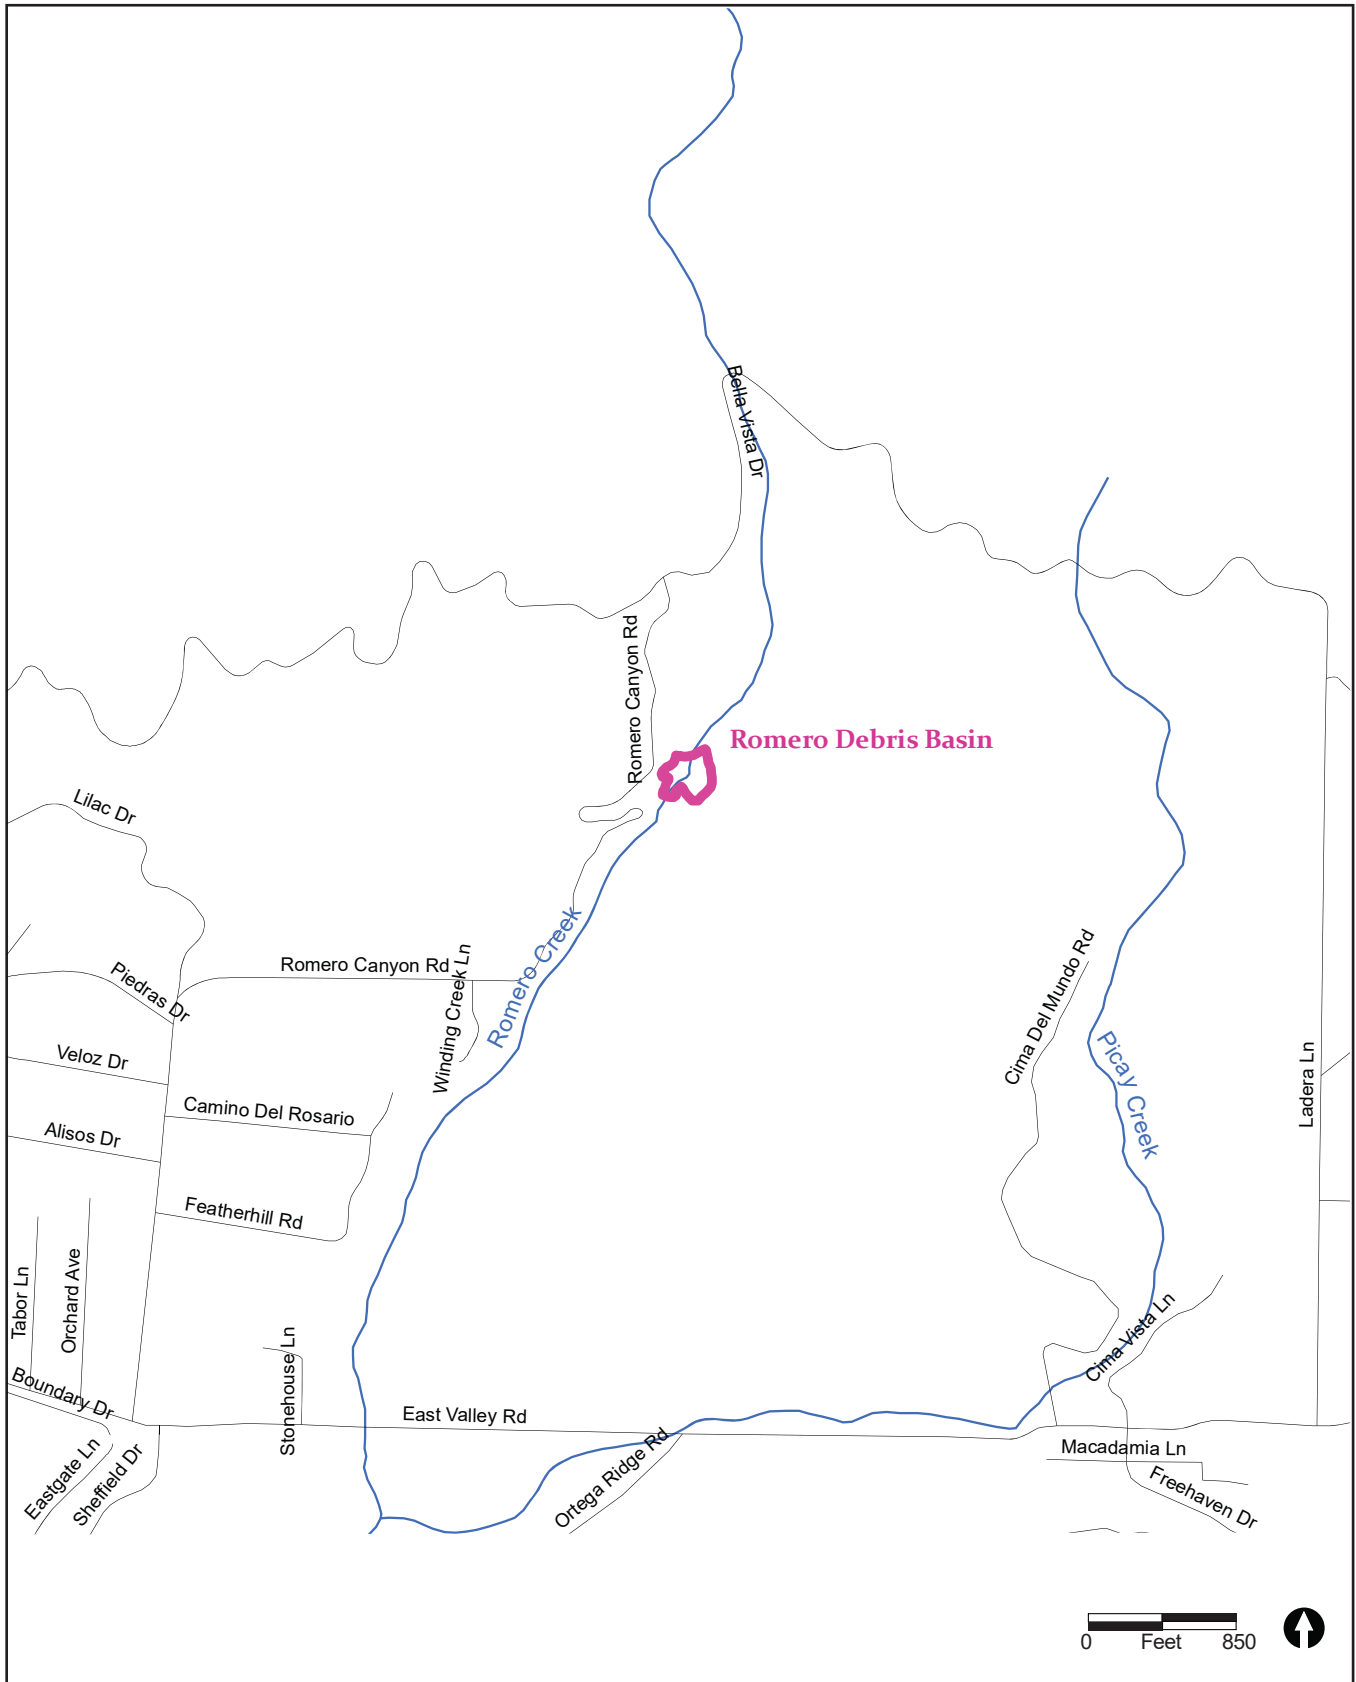 Bella Vista Dr
Romero Canyon Rd
Romero Debris Basin
Lilac Dr
Romero Creek
Romero Canyon Rd
Winding Creek Ln
Piedras Dr
Cima Del Mundo Rd
Picay Creek
Ladera Ln
Veloz Dr
Camino Del Rosario
Alisos Dr
Featherhill Rd
Tabor Ln
Orchard Ave
Stonehouse Ln
Cima Vista Ln
Boundary Dr
East Valley Rd
Eastgate Ln
Sheffield Dr
Ortega Ridge Rd
Macadamia Ln
Freehaven Dr
0 Feet 850